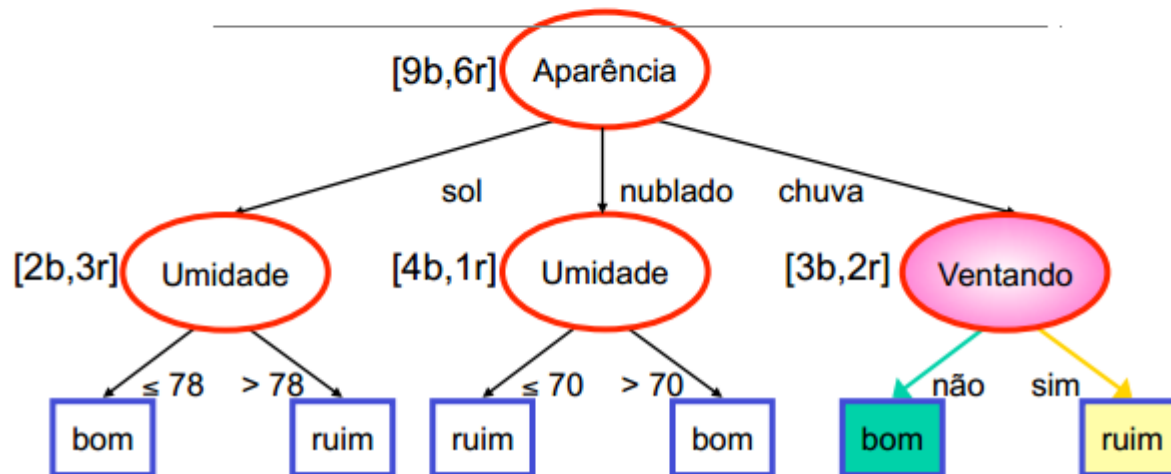 [9b,6r] Aparência
sol nublado chuva
[2b,3r] Umidade [4b,1r] Umidade [3b,2r] Ventando
≤ 78 > 78 ≤ 70 > 70 não sim
bom ruim ruim bom bom ruim